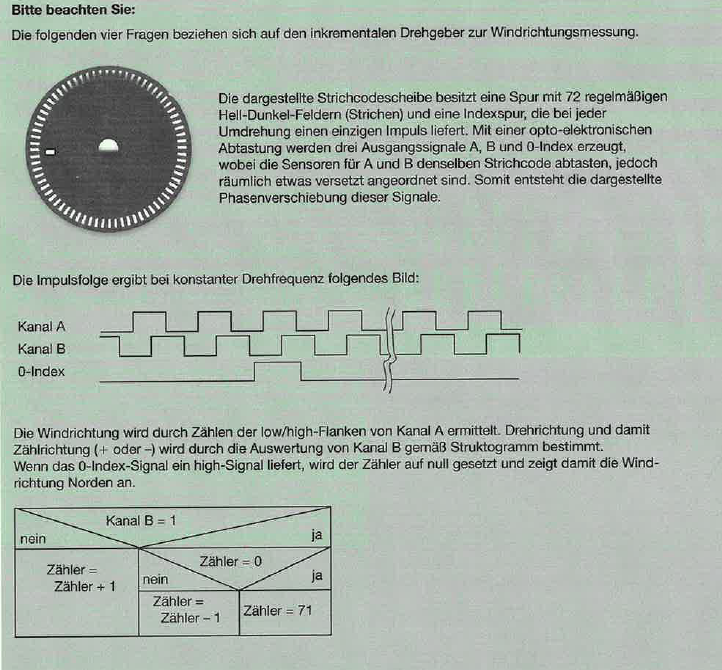 Bitte beachten Sie:
Die folgenden vier Fragen beziehen sich auf den inkrementalen Drehgeber zur Windrichtungsmessung.
Die dargestellte Strichcodescheibe besitzt eine Spur mit 72 regelmäßigen
Hell-Dunkel-Feldern (Strichen) und eine Indexspur, die bei jeder
Umdrehung einen einzigen Impuls liefert. Mit einer opto-elektronischen
Abtastung werden drei Ausgangssignale A, B und 0-Index erzeugt,
wobei die Sensoren für A und B denselben Strichcode abtasten, jedoch
räumlich etwas versetzt angeordnet sind. Somit entsteht die dargestellte
Phasenverschiebung dieser Signale.
Die Impulsfolge ergibt bei konstanter Drehfrequenz folgendes Bild:
Kanal A
Kanal B
0-Index
Die Windrichtung wird durch Zählen der low/high-Flanken von Kanal A ermittelt. Drehrichtung und damit
Zählrichtung (+ oder –) wird durch die Auswertung von Kanal B gemäß Struktogramm bestimmt.
Wenn das 0-Index-Signal ein high-Signal liefert, wird der Zähler auf null gesetzt und zeigt damit die Wind-
richtung Norden an.
Kanal B = 1
nein
ja
Zähler =
Zähler + 1
Zähler = 0
nein
ja
Zähler =
Zähler – 1
Zähler = 71